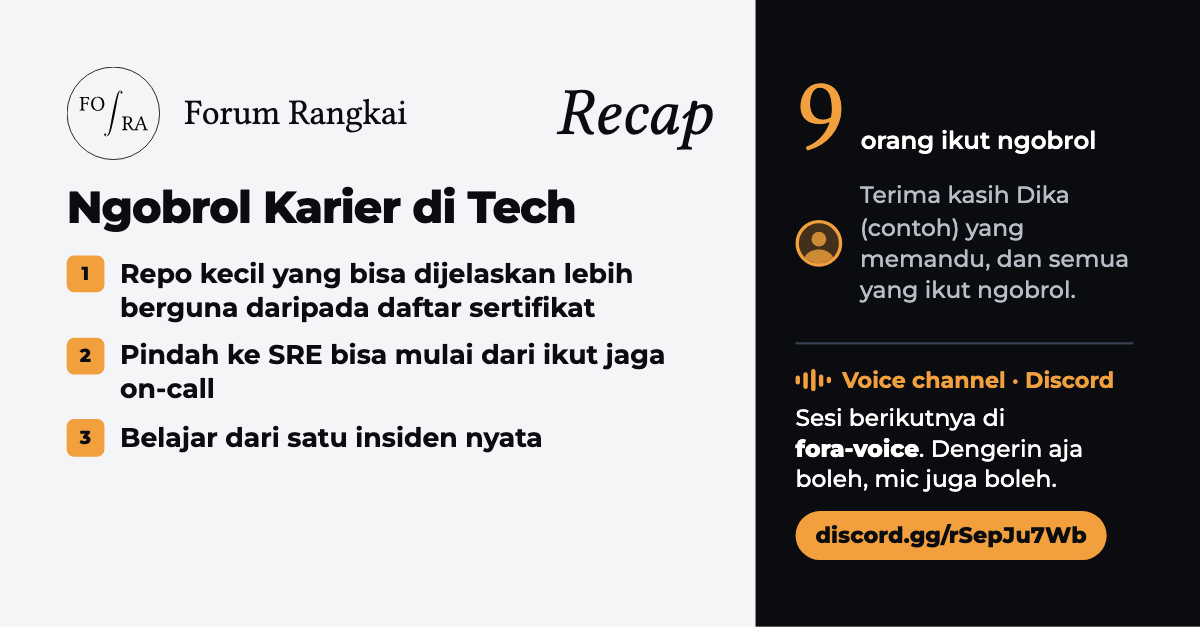 FO
RA
Forum Rangkai
Recap
Ngobrol Karier di Tech
1
Repo kecil yang bisa dijelaskan lebih
berguna daripada daftar sertifikat
2
Pindah ke SRE bisa mulai dari ikut jaga
on-call
3
Belajar dari satu insiden nyata
9
orang ikut ngobrol
Terima kasih Dika
(contoh) yang
memandu, dan semua
yang ikut ngobrol.
Voice channel · Discord
Sesi berikutnya di
fora-voice. Dengerin aja
boleh, mic juga boleh.
discord.gg/rSepJu7Wb